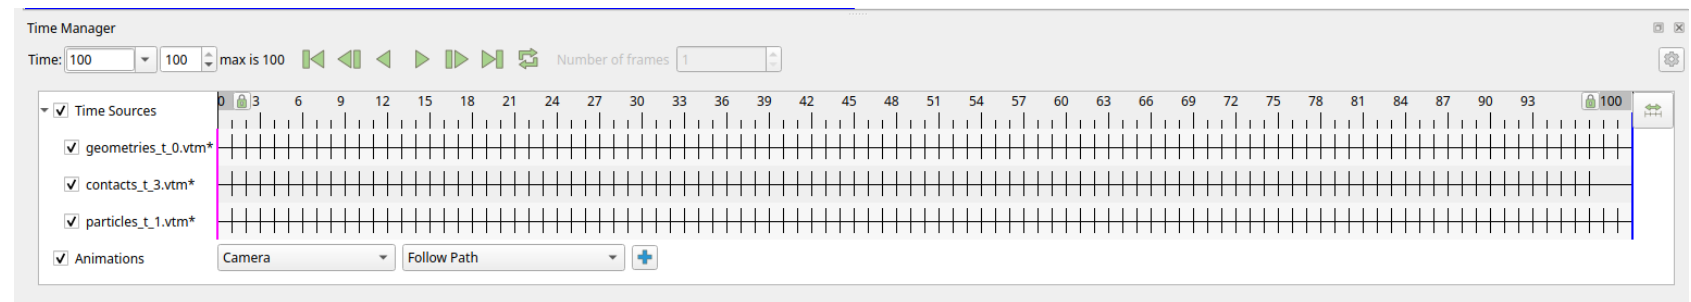 Time Manager
Time: 100 100 max is 100 Number of frames 1
Time Sources 0 3 6 9 12 15 18 21 24 27 30 33 36 39 42 45 48 51 54 57 60 63 66 69 72 75 78 81 84 87 90 93 100
geometries_t_0.vtm*
contacts_t_3.vtm*
particles_t_1.vtm*
Animations Camera Follow Path